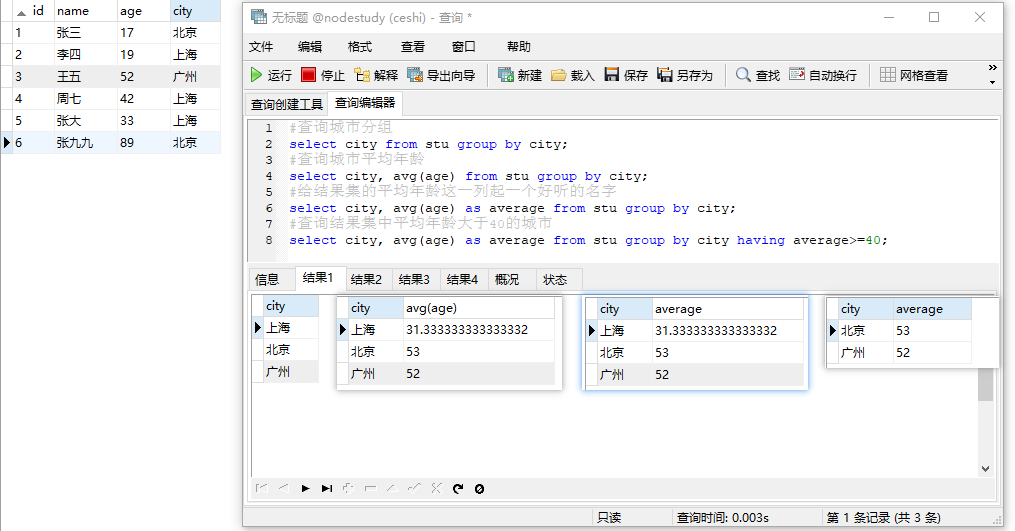 id name age city
1 张三 17 北京
2 李四 19 上海
3 王五 52 广州
4 周七 42 上海
5 张大 33 上海
6 张九九 89 北京
无标题 @nodestudy (ceshi) - 查询 *
文件 编辑 格式 查看 窗口 帮助
运行 停止 解释 导出向导 新建 载入 保存 另存为 查找 自动换行 网格查看
查询创建工具 查询编辑器
1 #查询城市分组
2 select city from stu group by city;
3 #查询城市平均年龄
4 select city, avg(age) from stu group by city;
5 #给结果集的平均年龄这一列起一个好听的名字
6 select city, avg(age) as average from stu group by city;
7 #查询结果集中平均年龄大于40的城市
8 select city, avg(age) as average from stu group by city having average>=40;
信息 结果1 结果2 结果3 结果4 概况 状态
city
上海
北京
广州
city avg(age)
上海 31.333333333333332
北京 53
广州 52
city average
上海 31.333333333333332
北京 53
广州 52
city average
北京 53
广州 52
只读 查询时间: 0.003s 第 1 条记录 (共 3 条)